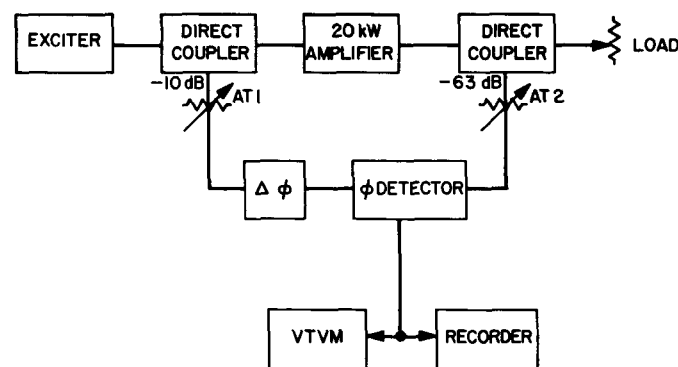 EXCITER
DIRECT
COUPLER
20 kW
AMPLIFIER
DIRECT
COUPLER
LOAD
-10 dB
AT 1
-63 dB
AT 2
Δ ϕ
ϕ DETECTOR
VTVM
RECORDER